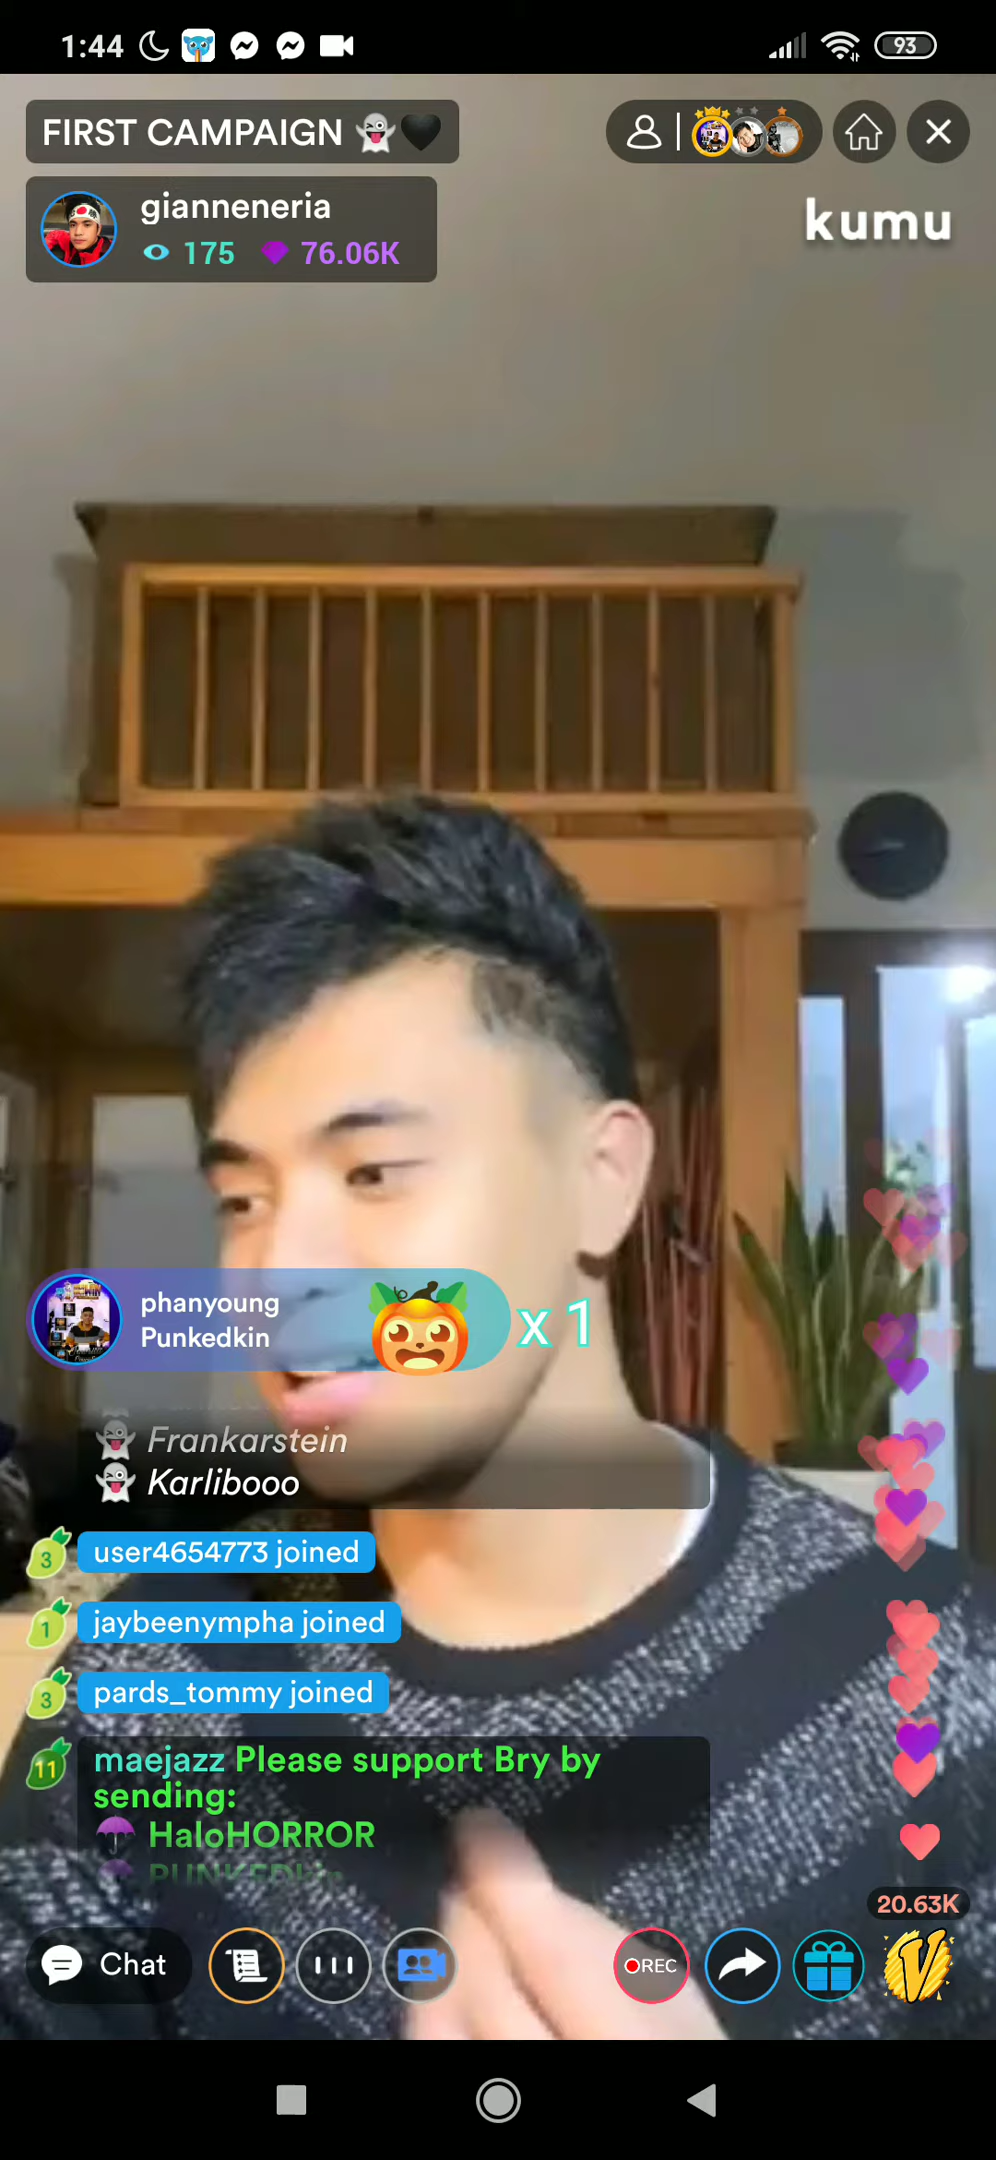 1:44
93
FIRST CAMPAIGN 👻🖤
gianneneria
175 76.06K
kumu
phanyoung
Punkedkin
x 1
👻 Frankarstein
👻 Karlibooo
3 user4654773 joined
1 jaybeenympha joined
3 pards_tommy joined
11 maejazz Please support Bry by
sending:
☂ HaloHORROR
☂ PUNKEDkin
20.63K
Chat
REC
V